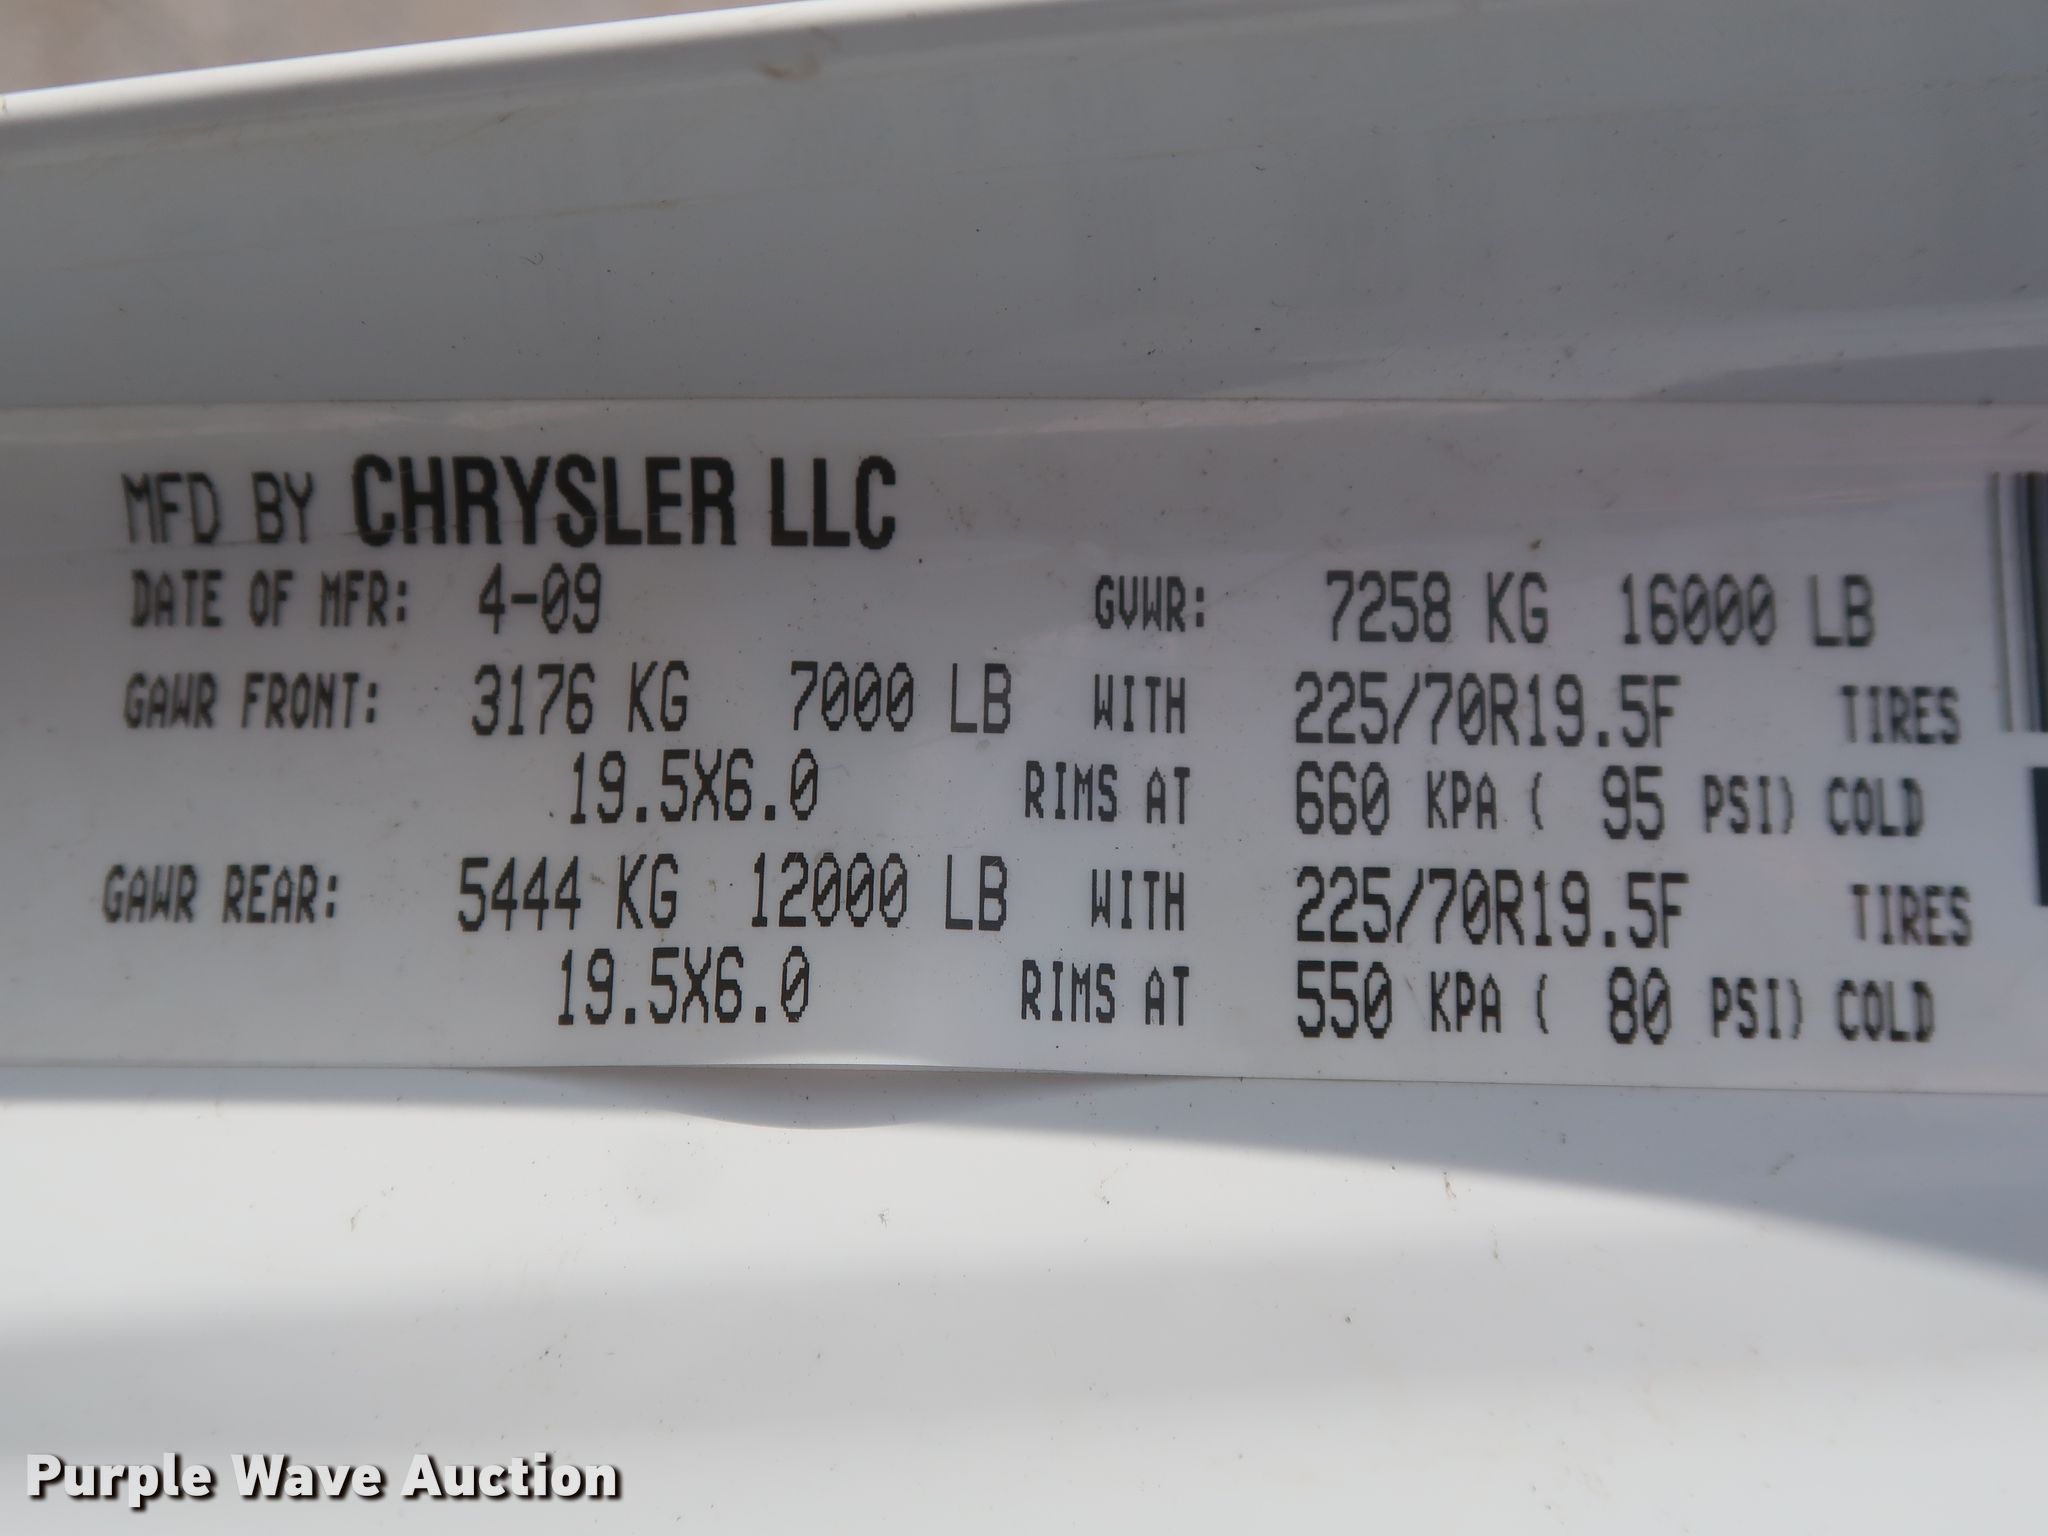 MFD BY CHRYSLER LLC
DATE OF MFR: 4-09 GVWR: 7258 KG 16000 LB
GAWR FRONT: 3176 KG 7000 LB WITH 225/70R19.5F TIRES
19.5X6.0 RIMS AT 660 KPA ( 95 PSI) COLD
GAWR REAR: 5444 KG 12000 LB WITH 225/70R19.5F TIRES
19.5X6.0 RIMS AT 550 KPA ( 80 PSI) COLD
Purple Wave Auction